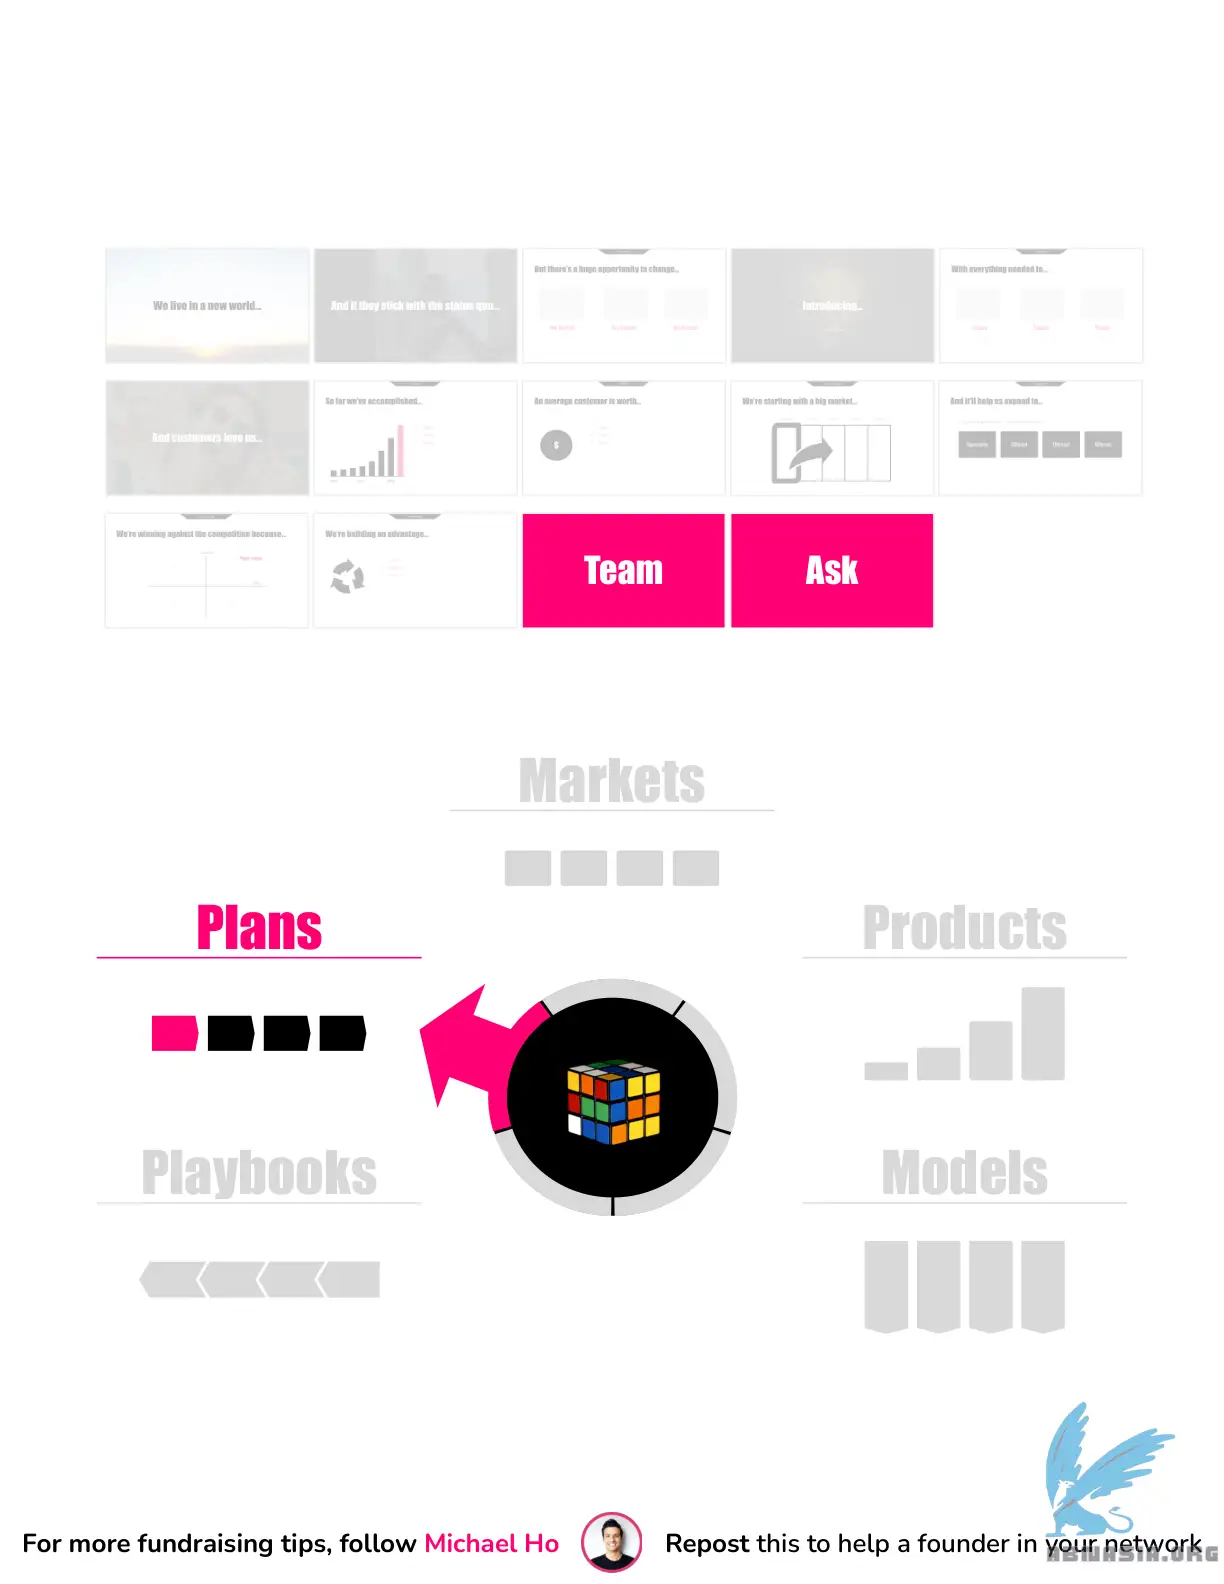 We live in a new world...
And if they stick with the status quo...
But there's a huge opportunity to change...
Introducing...
With everything needed to...
And customers love us...
So far we've accomplished...
An average customer is worth...
$
We're starting with a big market...
And it'll help us expand to...
We're winning against the competition because...
We're building an advantage...
Team
Ask
Markets
Plans
Products
Playbooks
Models
For more fundraising tips, follow Michael Ho
Repost this to help a founder in your network
ABMASIA.ORG